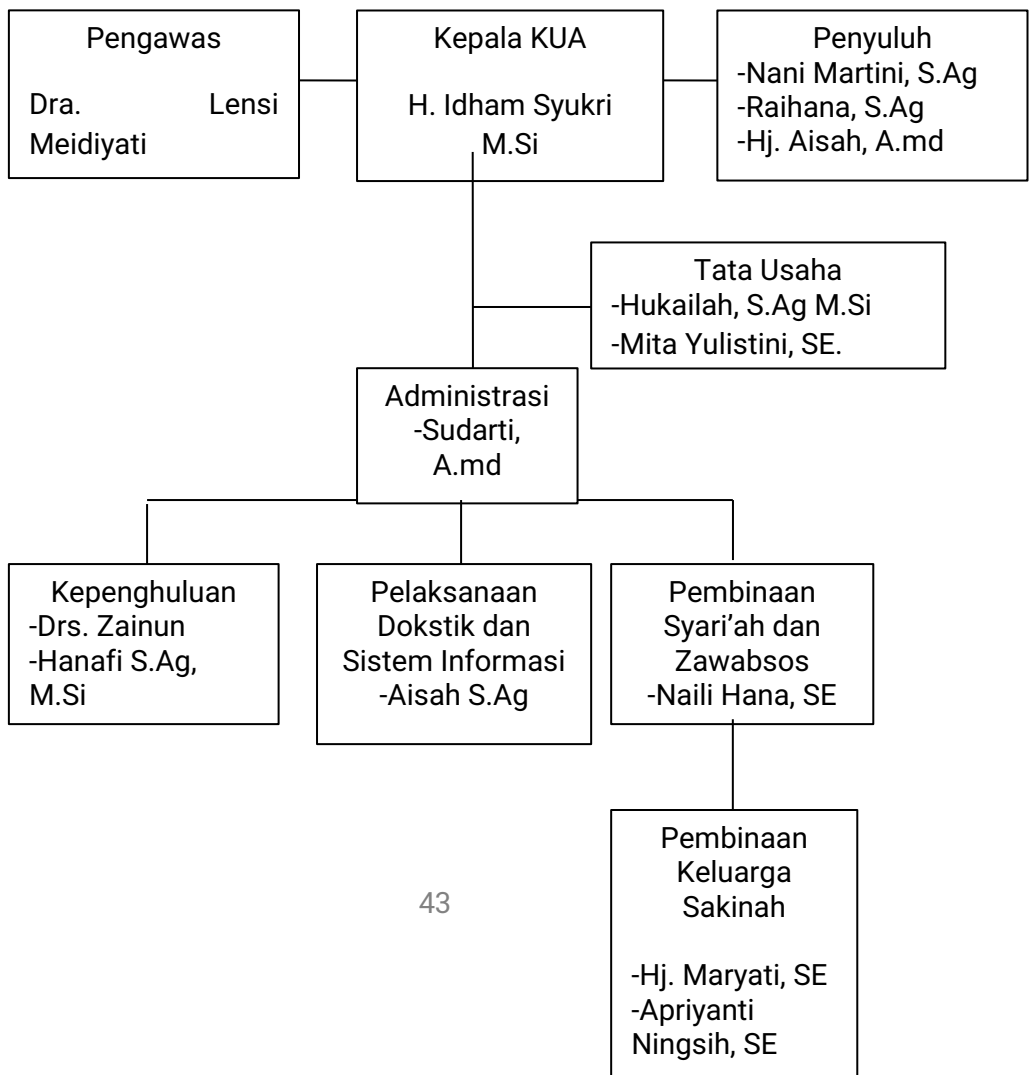 Pengawas
Dra. Lensi
Meidiyati
Kepala KUA
H. Idham Syukri
M.Si
Penyuluh
-Nani Martini, S.Ag
-Raihana, S.Ag
-Hj. Aisah, A.md
Tata Usaha
-Hukailah, S.Ag M.Si
-Mita Yulistini, SE.
Administrasi
-Sudarti,
A.md
Kepenghuluan
-Drs. Zainun
-Hanafi S.Ag,
M.Si
Pelaksanaan
Dokstik dan
Sistem Informasi
-Aisah S.Ag
Pembinaan
Syari’ah dan
Zawabsos
-Naili Hana, SE
Pembinaan
Keluarga
Sakinah
-Hj. Maryati, SE
-Apriyanti
Ningsih, SE
43